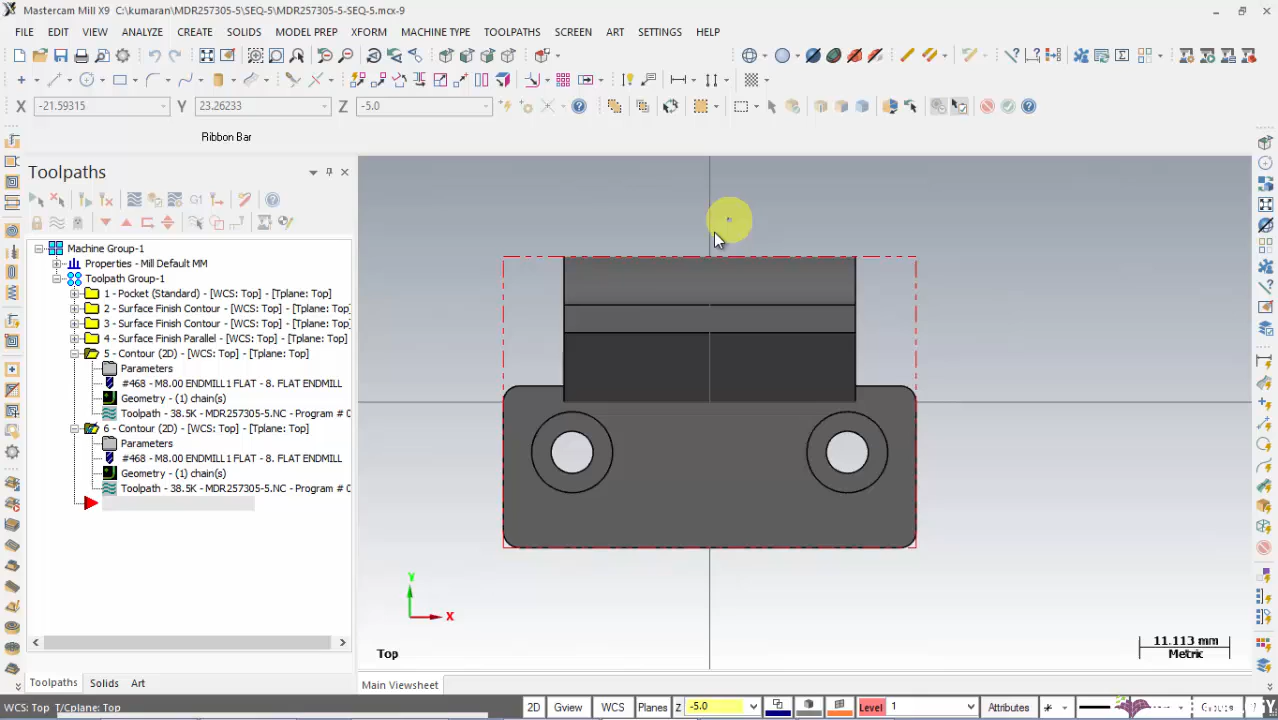 Mastercam Mill X9 C:\kumaran\MDR257305-5\SEQ-5\MDR257305-5-SEQ-5.mcx-9
FILE EDIT VIEW ANALYZE CREATE SOLIDS MODEL PREP XFORM MACHINE TYPE TOOLPATHS SCREEN ART SETTINGS HELP
X -21.59315 Y 23.26233 Z -5.0
Ribbon Bar
Toolpaths
G1
Machine Group-1
Properties - Mill Default MM
Toolpath Group-1
1 - Pocket (Standard) - [WCS: Top] - [Tplane: Top]
2 - Surface Finish Contour - [WCS: Top] - [Tplane: Top]
3 - Surface Finish Contour - [WCS: Top] - [Tplane: Top]
4 - Surface Finish Parallel - [WCS: Top] - [Tplane: Top]
5 - Contour (2D) - [WCS: Top] - [Tplane: Top]
Parameters
#468 - M8.00 ENDMILL1 FLAT - 8. FLAT ENDMILL
Geometry - (1) chain(s)
Toolpath - 38.5K - MDR257305-5.NC - Program # 0
6 - Contour (2D) - [WCS: Top] - [Tplane: Top]
Parameters
#468 - M8.00 ENDMILL1 FLAT - 8. FLAT ENDMILL
Geometry - (1) chain(s)
Toolpath - 38.5K - MDR257305-5.NC - Program # 0
Y
X
Top
11.113 mm
Metric
Toolpaths Solids Art
Main Viewsheet
WCS: Top T/Cplane: Top
2D Gview WCS Planes Z -5.0 Level 1 Attributes